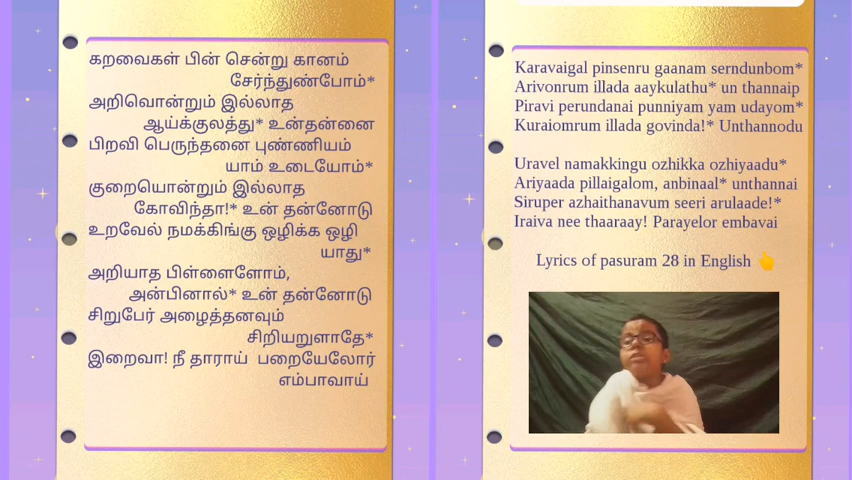 கறவைகள் பின் சென்று கானம்
சேர்ந்துண்போம்*
அறிவொன்றும் இல்லாத
ஆய்க்குலத்து* உன்தன்னை
பிறவி பெருந்தனை புண்ணியம்
யாம் உடையோம்*
குறையொன்றும் இல்லாத
கோவிந்தா!* உன் தன்னோடு
உறவேல் நமக்கிங்கு ஒழிக்க ஒழி
யாது*
அறியாத பிள்ளைளோம்,
அன்பினால்* உன் தன்னோடு
சிறுபேர் அழைத்தனவும்
சிறியறுளாதே*
இறைவா! நீ தாராய் பறையேலோர்
எம்பாவாய்
Karavaigal pinsenru gaanam serndunbom*
Arivonrum illada aaykulathu* un thannaip
Piravi perundanai punniyam yam udayom*
Kuraiomrum illada govinda!* Unthannodu
Uravel namakkingu ozhikka ozhiyaadu*
Ariyaada pillaigalom, anbinaal* unthannai
Siruper azhaithanavum seeri arulaade!*
Iraiva nee thaaraay! Parayelor embavai
Lyrics of pasuram 28 in English 👆